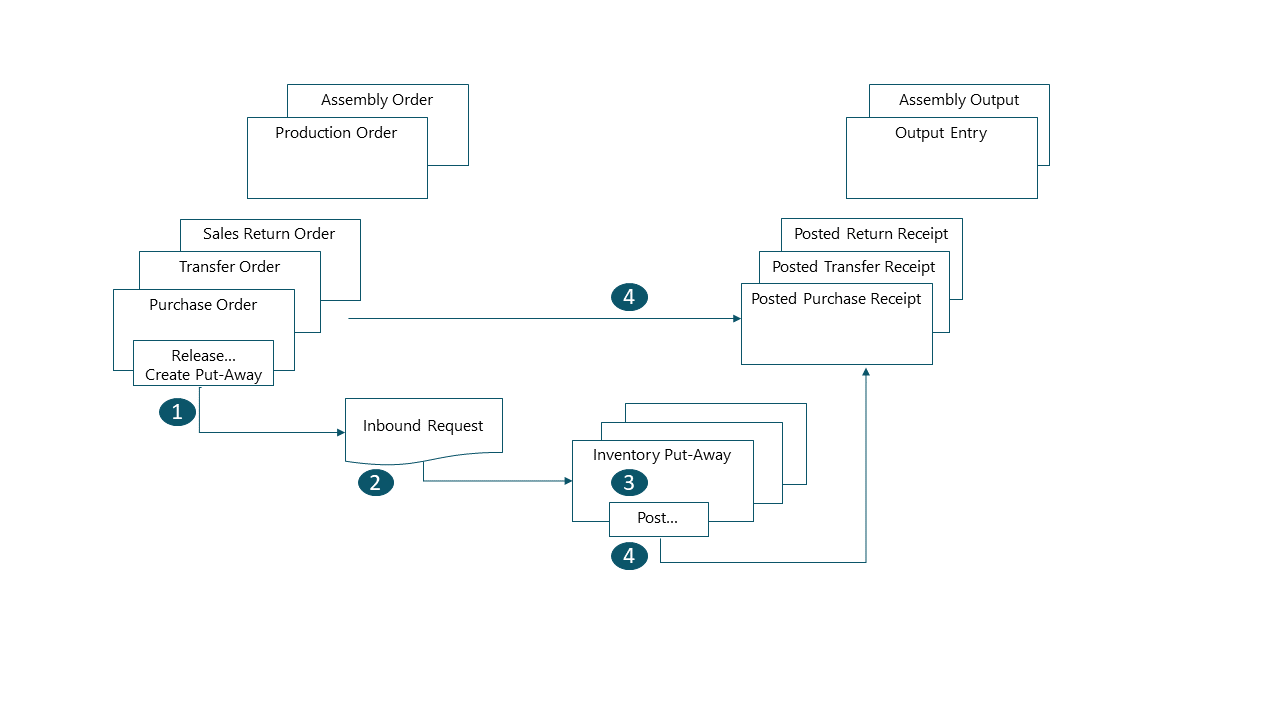 Assembly Order
Production Order
Assembly Output
Output Entry
Sales Return Order
Transfer Order
Purchase Order
Release...
Create Put-Away
Posted Return Receipt
Posted Transfer Receipt
Posted Purchase Receipt
4
1
Inbound Request
2
Inventory Put-Away
3
Post...
4